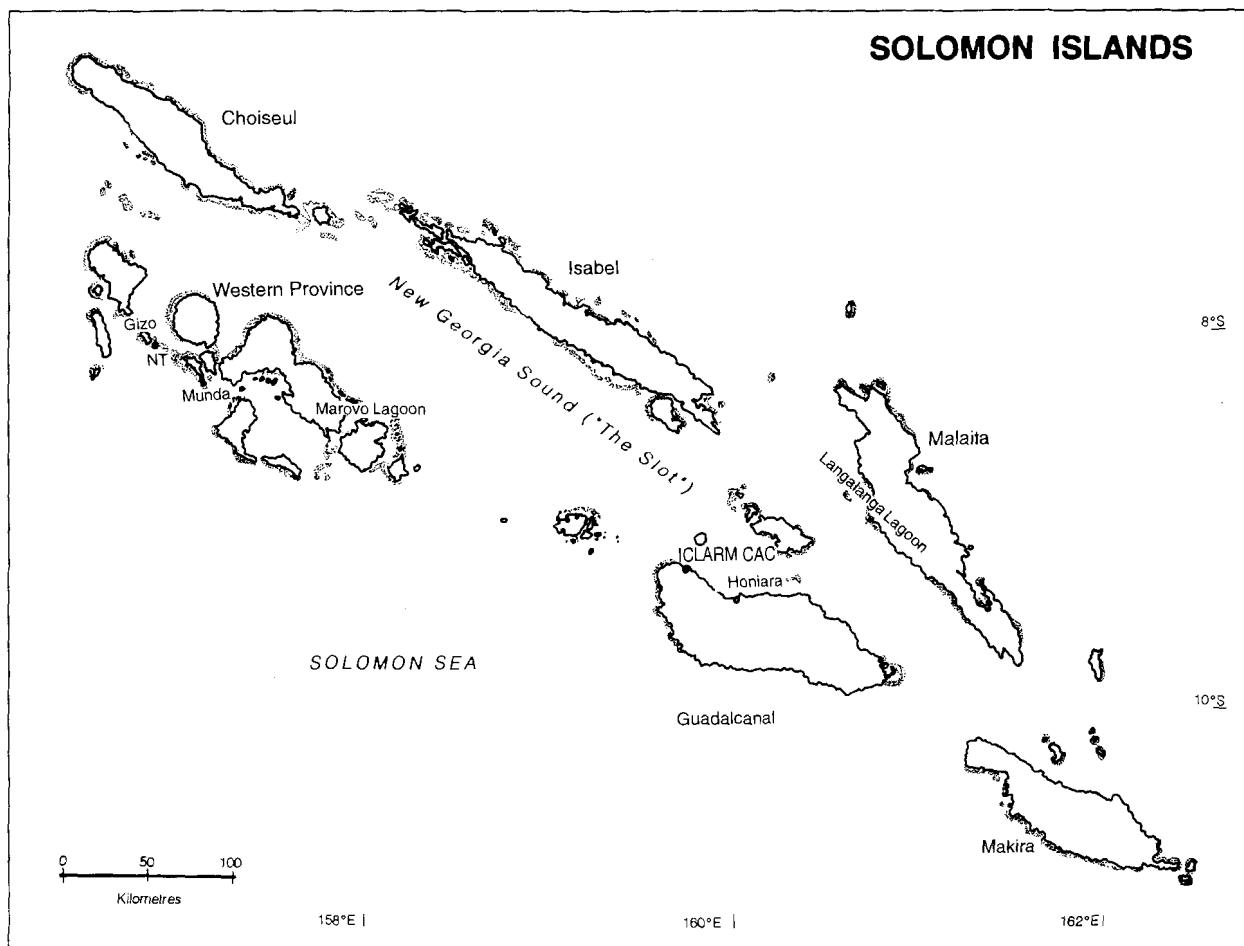 SOLOMON ISLANDS
Choiseul
Isabel
Western Province
New Georgia Sound ("The Slot")
8°S
Gizo
NT
Munda
Marovo Lagoon
Malaita
Langalanga Lagoon
ICLARM CAC
Honiara
SOLOMON SEA
10°S
Guadalcanal
Makira
0 50 100
Kilometres
158°E 160°E 162°E